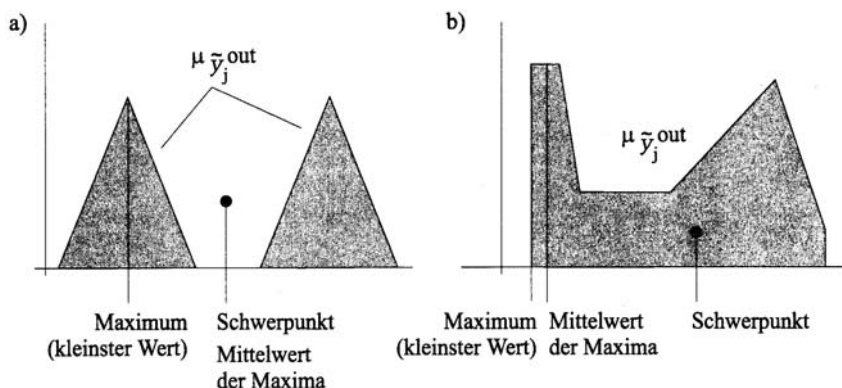 a)
μ ỹj out
Maximum
(kleinster Wert)
Schwerpunkt
Mittelwert
der Maxima
b)
μ ỹj out
Maximum
(kleinster Wert)
Mittelwert
der Maxima
Schwerpunkt